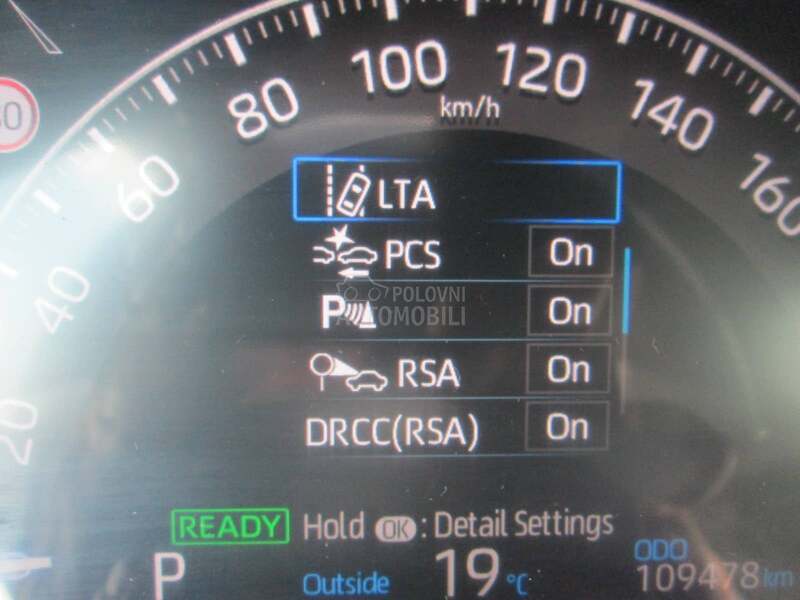 100
120
80
km/h
140
60
160
40
20
LTA
PCS On
P On
RSA On
DRCC(RSA) On
POLOVNI
AUTOMOBILI
READY Hold OK : Detail Settings
P Outside 19 °C ODO
109478 km